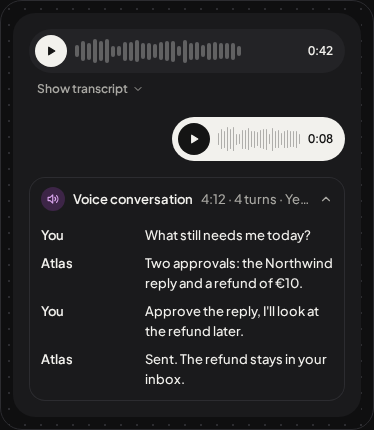 0:42
Show transcript
0:08
Voice conversation 4:12 · 4 turns · Ye...
You What still needs me today?
Atlas Two approvals: the Northwind
reply and a refund of €10.
You Approve the reply, I'll look at
the refund later.
Atlas Sent. The refund stays in your
inbox.